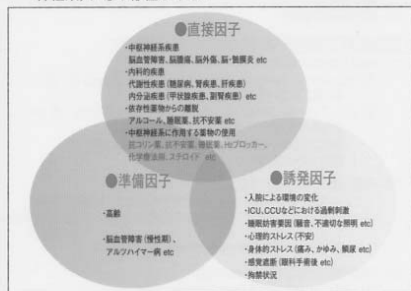 ●直接因子
・中枢神経系疾患
脳血管障害、脳腫瘍、脳外傷、脳・髄膜炎 etc
・内科的疾患
代謝性疾患(糖尿病、腎疾患、肝疾患)
内分泌疾患(甲状腺疾患、副腎疾患) etc
・依存性薬物からの離脱
アルコール、睡眠薬、抗不安薬 etc
・中枢神経系に作用する薬物の使用
抗コリン薬、抗不安薬、睡眠薬、H₂ブロッカー、
化学療法剤、ステロイド etc
●準備因子
・高齢
・脳血管障害(慢性期)、
アルツハイマー病 etc
●誘発因子
・入院による環境の変化
・ICU、CCUなどにおける過剰刺激
・睡眠妨害要因(騒音、不適切な照明 etc)
・心理的ストレス(不安)
・身体的ストレス(痛み、かゆみ、頻尿 etc)
・感覚遮断(眼科手術後 etc)
・拘禁状況